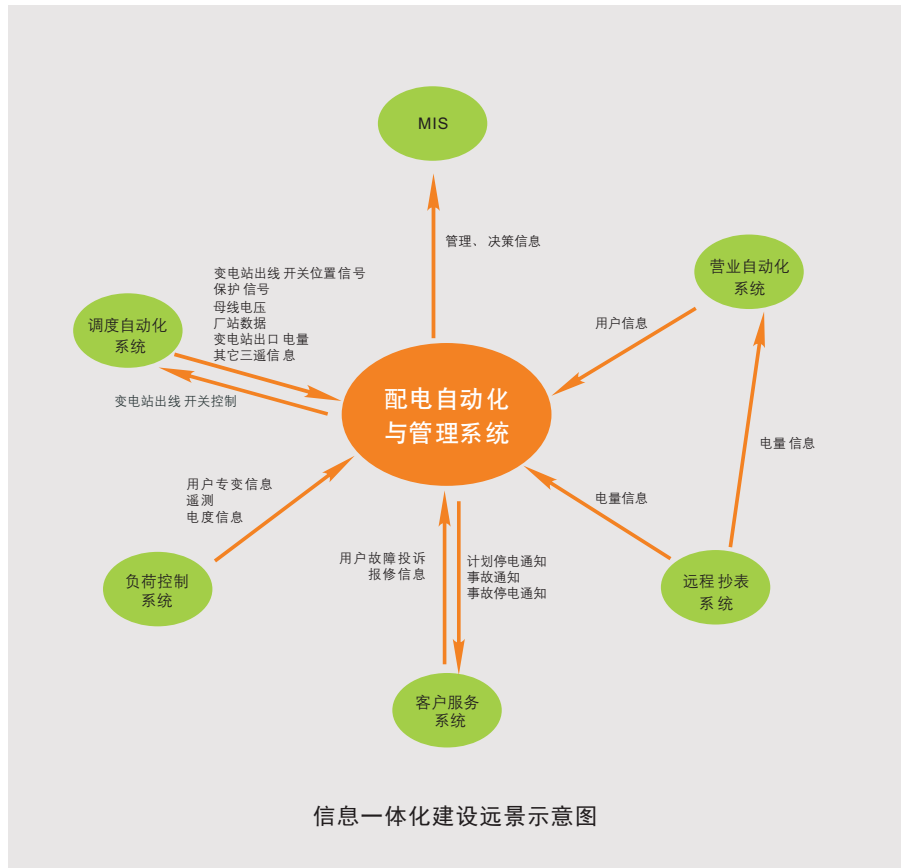 MIS
管理、决策信息
变电站出线开关位置信号
保护信号
母线电压
厂站数据
变电站出口电量
其它三遥信息
营业自动化
系统
调度自动化
系统
用户信息
变电站出线开关控制
配电自动化
与管理系统
电量信息
用户专变信息
遥测
电度信息
电量信息
用户故障投诉
报修信息
计划停电通知
事故通知
事故停电通知
负荷控制
系统
远程抄表
系统
客户服务
系统
信息一体化建设远景示意图